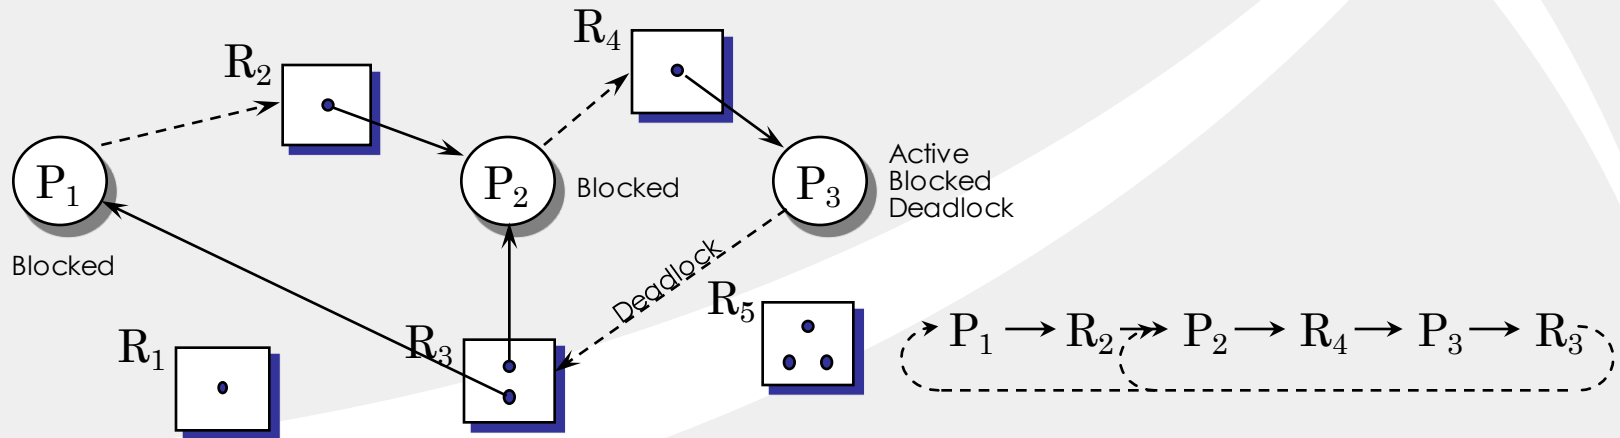 R₄
R₂
P₁
P₂
P₃
Active
Blocked
Deadlock
Blocked
Blocked
Deadlock
R₅
R₃
R₁
P₁ → R₂ → P₂ → R₄ → P₃ → R₃